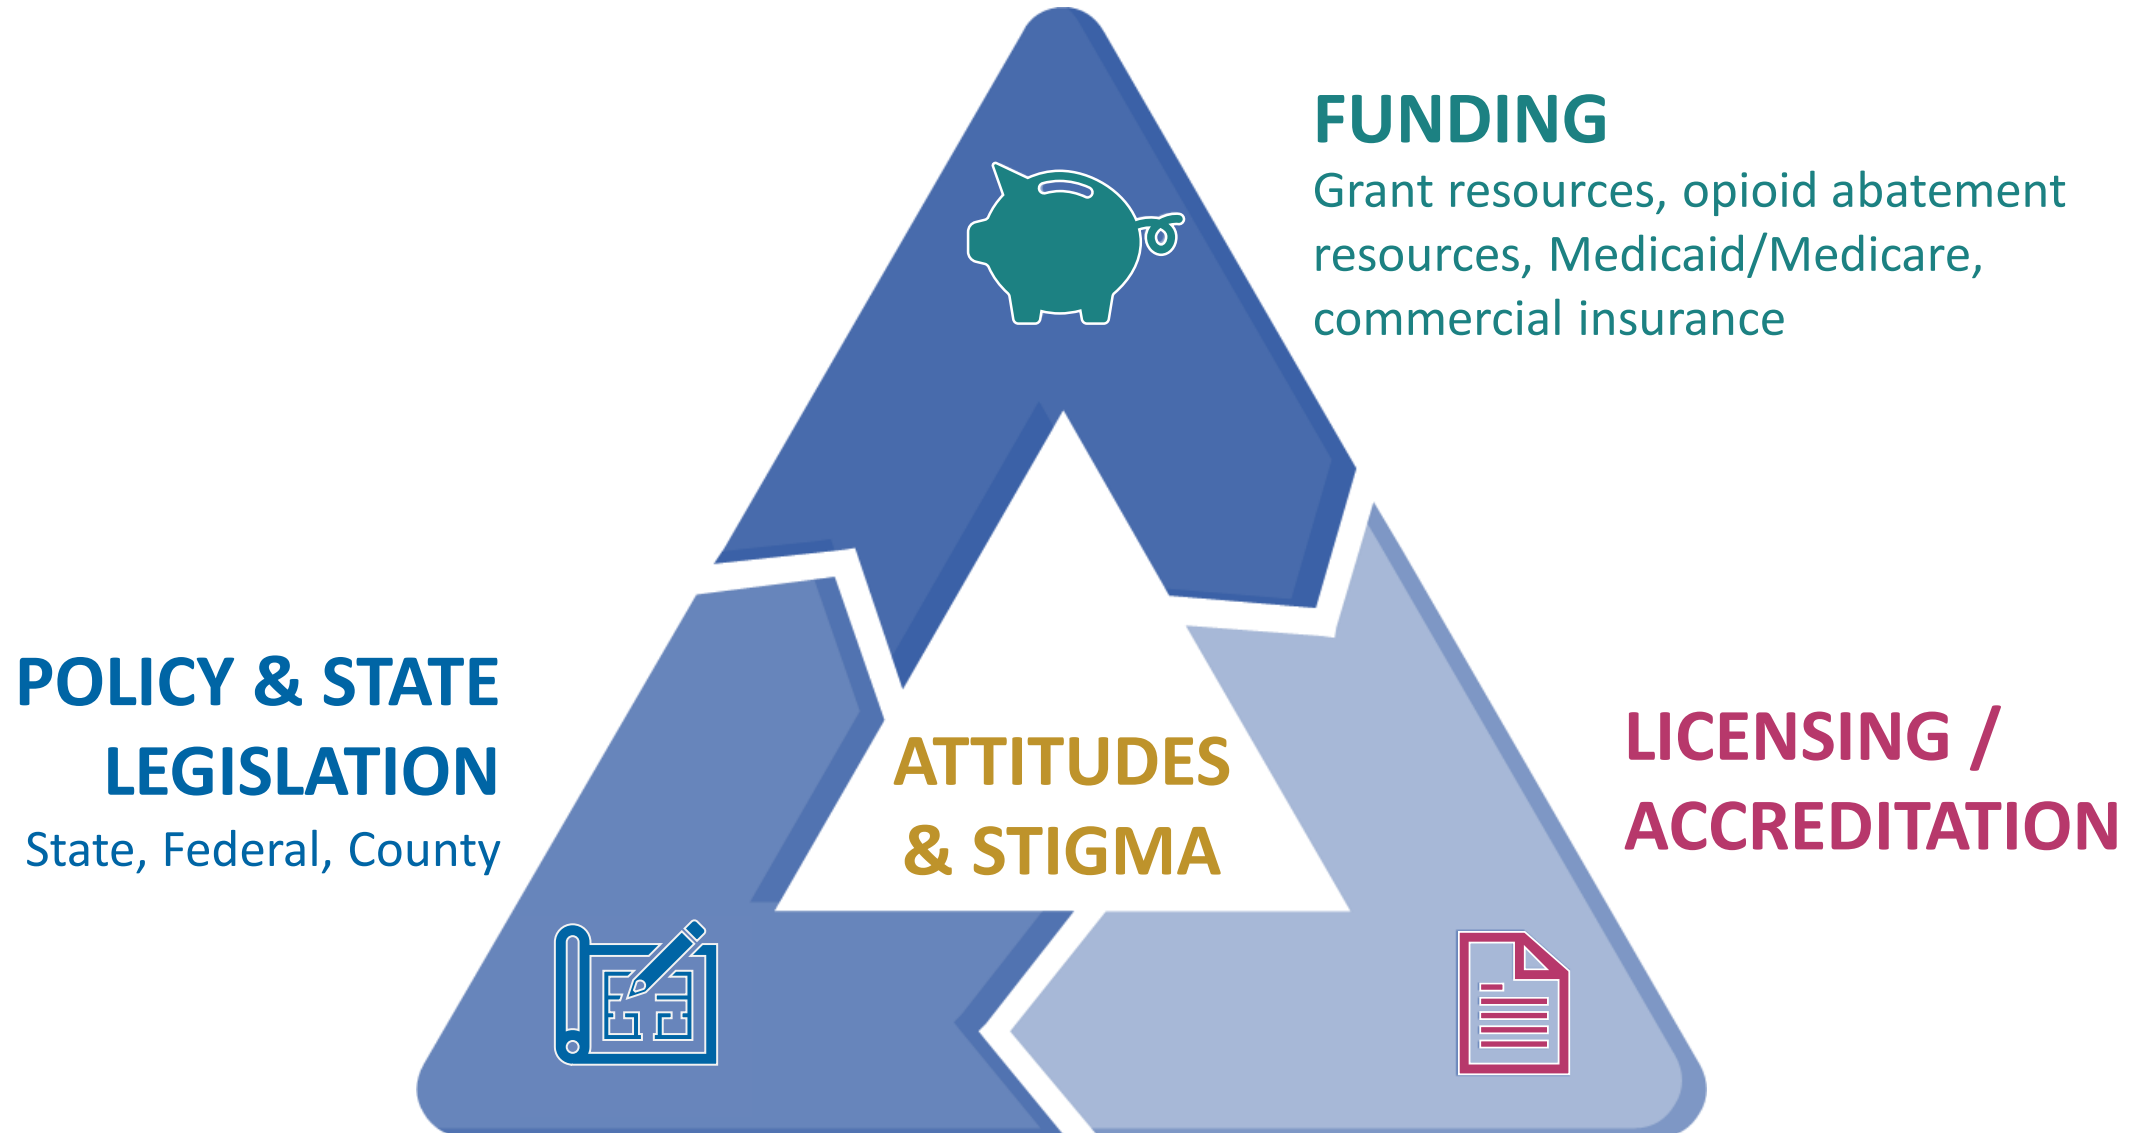 FUNDING
Grant resources, opioid abatement
resources, Medicaid/Medicare,
commercial insurance
POLICY & STATE
LEGISLATION
State, Federal, County
ATTITUDES
& STIGMA
LICENSING /
ACCREDITATION